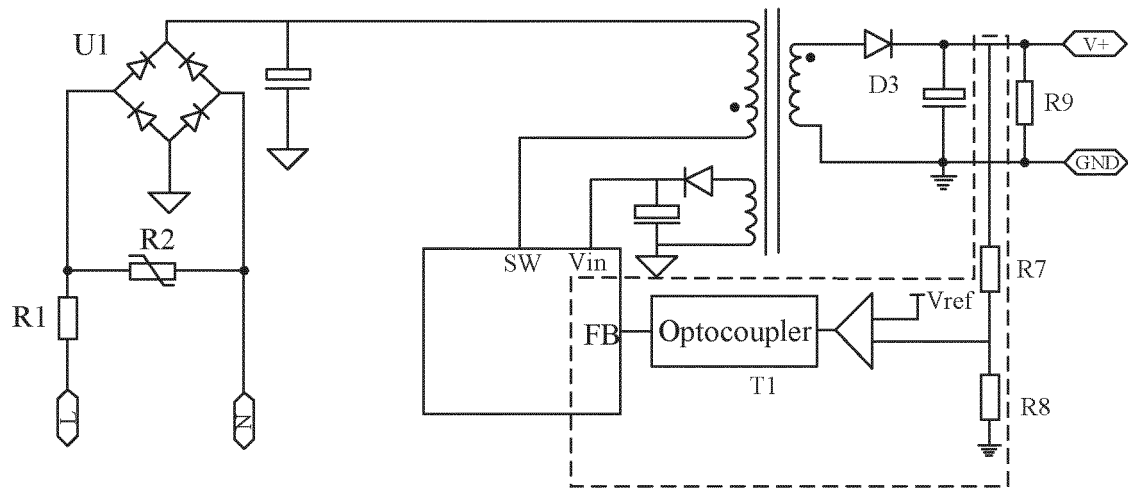 U1
V+
D3
R9
GND
R2
SW
Vin
R7
R1
Vref
FB
Optocoupler
T1
R8
L
N